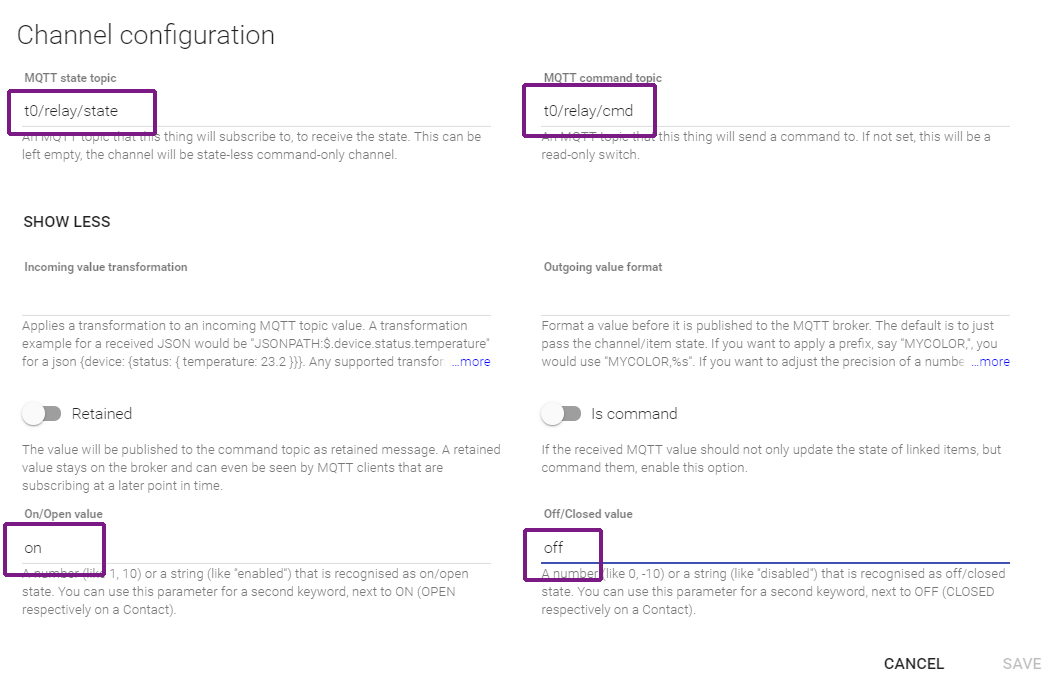 Channel configuration
MQTT state topic
t0/relay/state
An MQTT topic that this thing will subscribe to, to receive the state. This can be
left empty, the channel will be state-less command-only channel.
MQTT command topic
t0/relay/cmd
An MQTT topic that this thing will send a command to. If not set, this will be a
read-only switch.
SHOW LESS
Incoming value transformation
Applies a transformation to an incoming MQTT topic value. A transformation
example for a received JSON would be "JSONPATH:$.device.status.temperature"
for a json {device: {status: { temperature: 23.2 }}}. Any supported transfor ...more
Outgoing value format
Format a value before it is published to the MQTT broker. The default is to just
pass the channel/item state. If you want to apply a prefix, say "MYCOLOR,", you
would use "MYCOLOR,%s". If you want to adjust the precision of a numbe ...more
Retained
The value will be published to the command topic as retained message. A retained
value stays on the broker and can even be seen by MQTT clients that are
subscribing at a later point in time.
Is command
If the received MQTT value should not only update the state of linked items, but
command them, enable this option.
On/Open value
on
A number (like 1, 10) or a string (like "enabled") that is recognised as on/open
state. You can use this parameter for a second keyword, next to ON (OPEN
respectively on a Contact).
Off/Closed value
off
A number (like 0, -10) or a string (like "disabled") that is recognised as off/closed
state. You can use this parameter for a second keyword, next to OFF (CLOSED
respectively on a Contact).
CANCEL
SAVE